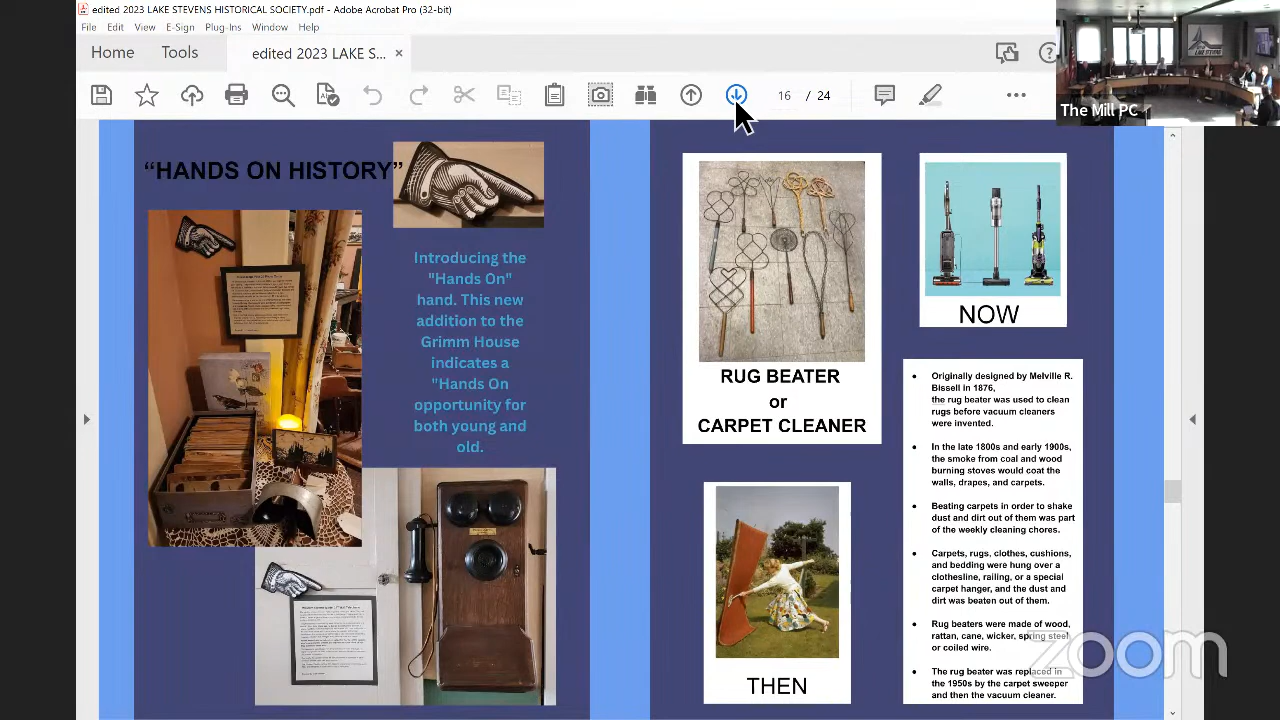 edited 2023 LAKE STEVENS HISTORICAL SOCIETY.pdf - Adobe Acrobat Pro (32-bit)
File Edit View E-Sign Plug-Ins Window Help
Home Tools edited 2023 LAKE S... ×
16 / 24
The Mill PC
“HANDS ON HISTORY”
Introducing the
"Hands On"
hand. This new
addition to the
Grimm House
indicates a
"Hands On
opportunity for
both young and
old.
RUG BEATER
or
CARPET CLEANER
NOW
THEN
• Originally designed by Melville R.
Bissell in 1876,
the rug beater was used to clean
rugs before vacuum cleaners
were invented.
• In the late 1800s and early 1900s,
the smoke from coal and wood
burning stoves would coat the
walls, drapes, and carpets.
• Beating carpets in order to shake
dust and dirt out of them was part
of the weekly cleaning chores.
• Carpets, rugs, clothes, cushions,
and bedding were hung over a
clothesline, railing, or a special
carpet hanger, and the dust and
dirt was beaten out of them.
• Rug beaters were made of wood,
rattan, cane, wicker, spring steel
or coiled wire.
• The rug beater was replaced in
the 1950s by the carpet sweeper
and then the vacuum cleaner.
zoom